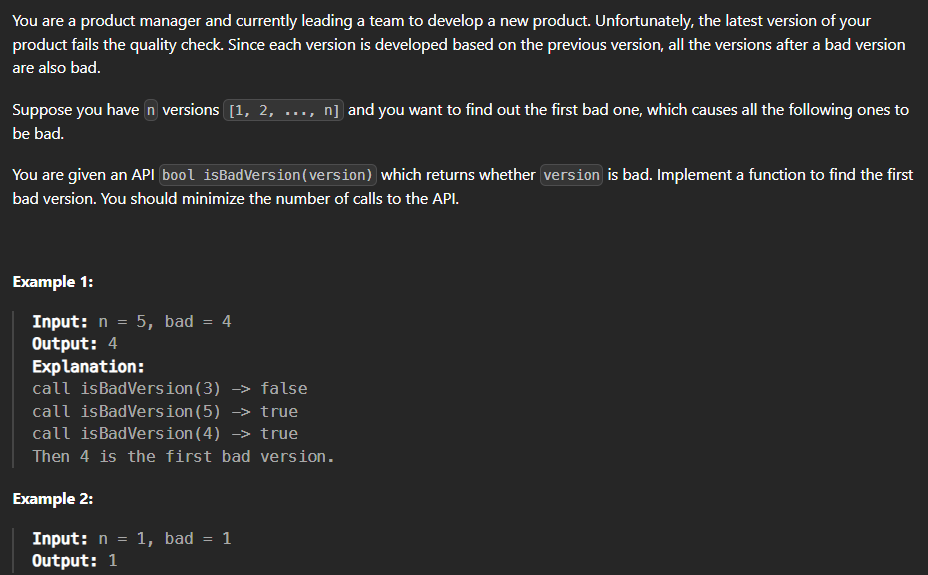 You are a product manager and currently leading a team to develop a new product. Unfortunately, the latest version of your
product fails the quality check. Since each version is developed based on the previous version, all the versions after a bad version
are also bad.
Suppose you have n versions [1, 2, ..., n] and you want to find out the first bad one, which causes all the following ones to
be bad.
You are given an API bool isBadVersion(version) which returns whether version is bad. Implement a function to find the first
bad version. You should minimize the number of calls to the API.
Example 1:
Input: n = 5, bad = 4
Output: 4
Explanation:
call isBadVersion(3) -> false
call isBadVersion(5) -> true
call isBadVersion(4) -> true
Then 4 is the first bad version.
Example 2:
Input: n = 1, bad = 1
Output: 1